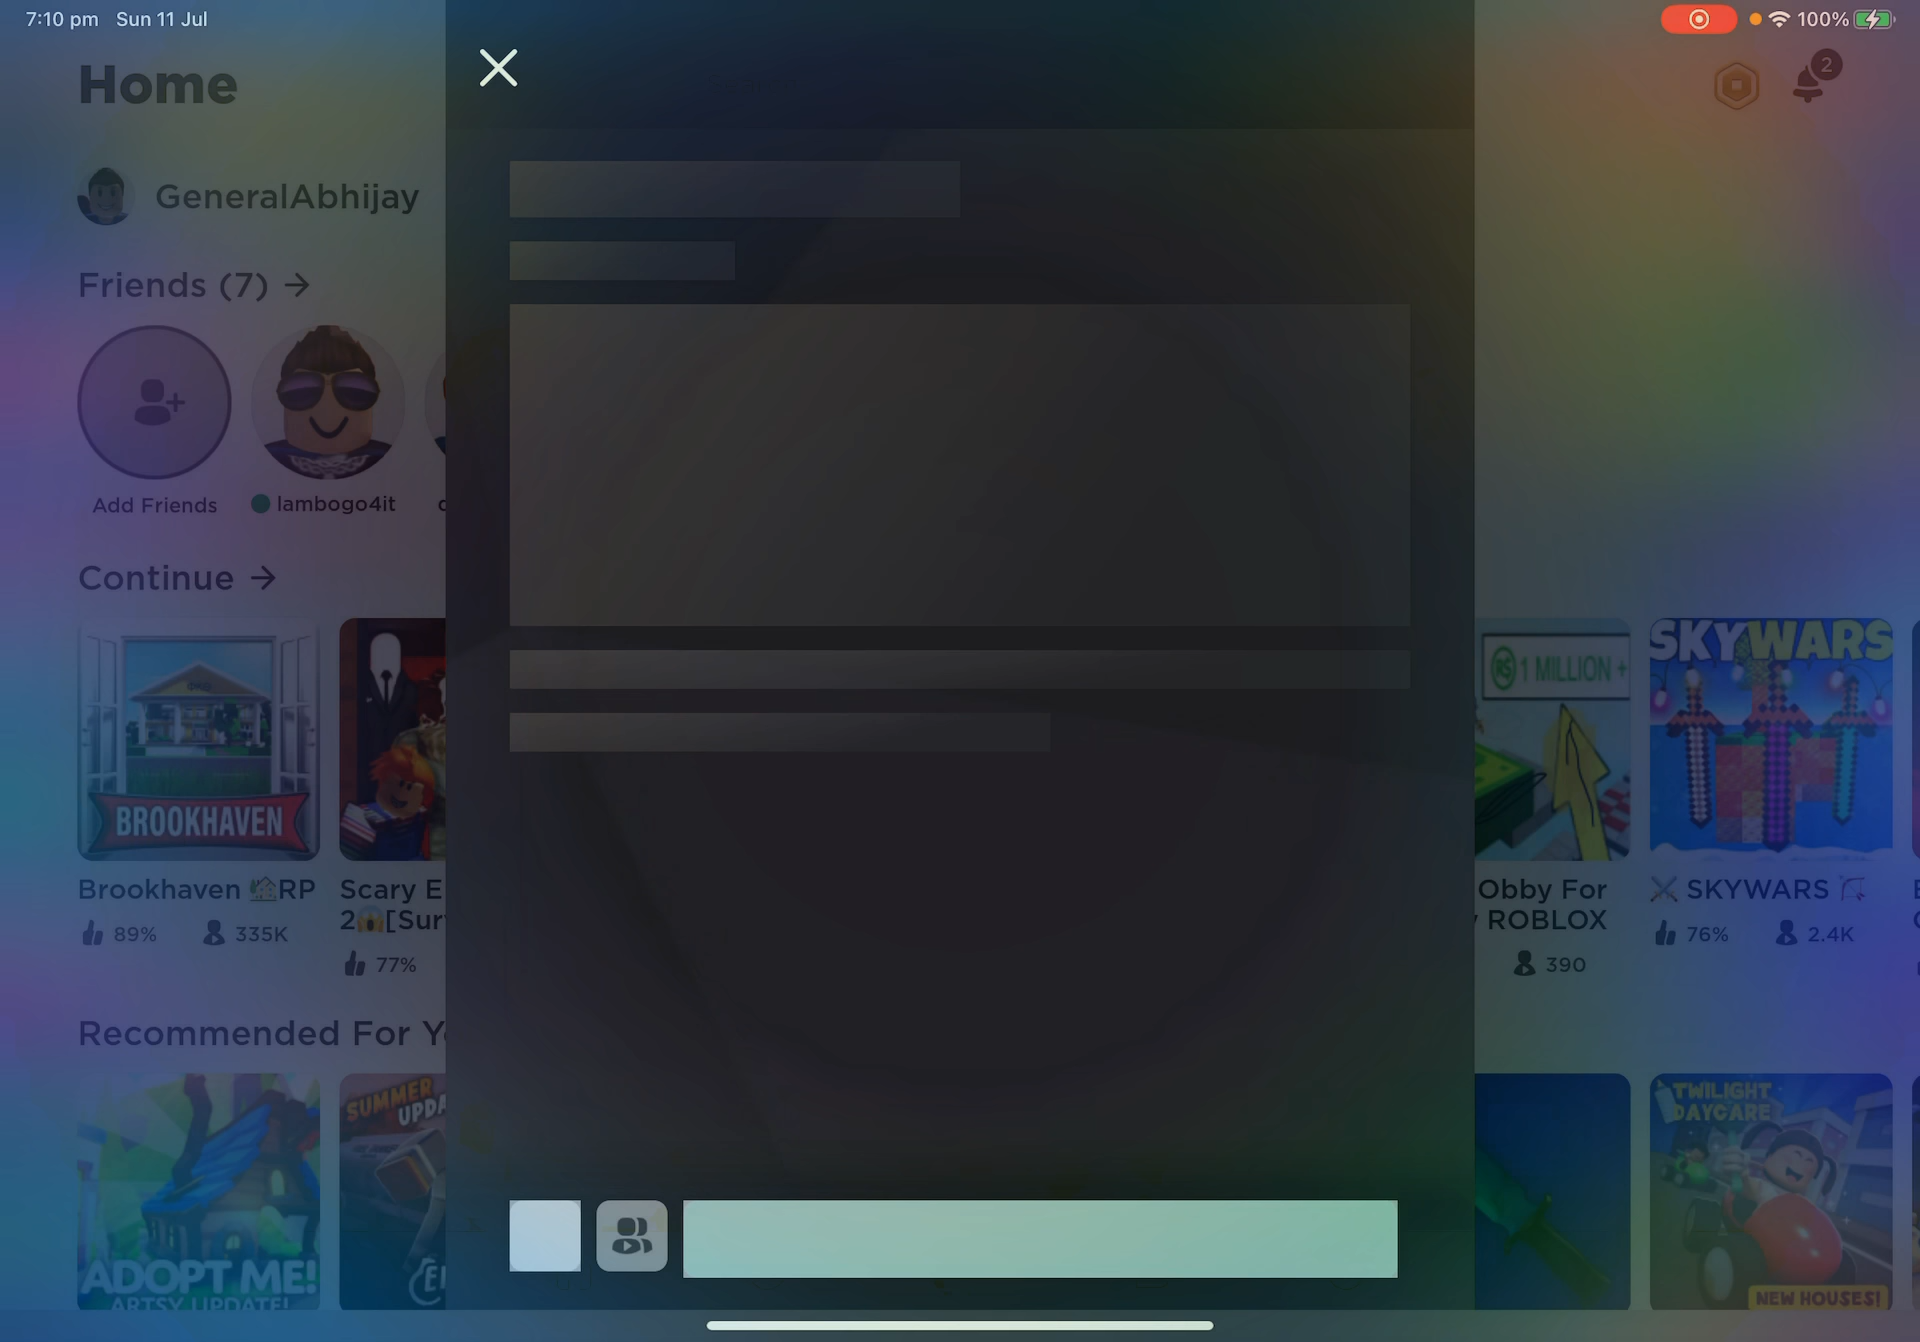 7:10 pm Sun 11 Jul
100%
Home
2
GeneralAbhijay
Friends (7)
Add Friends
lambogo4it
Continue
BROOKHAVEN
1 MILLION +
SKYWARS
Brookhaven 🏡RP
89% 335K
Scary E
2😱[Sur
77%
Obby For
ROBLOX
390
⚔️ SKYWARS 🏹
76% 2.4K
Recommended For Y
ADOPT ME!
ARTSY UPDATE!
SUMMER
UPDA
TWILIGHT
DAYCARE
NEW HOUSES!